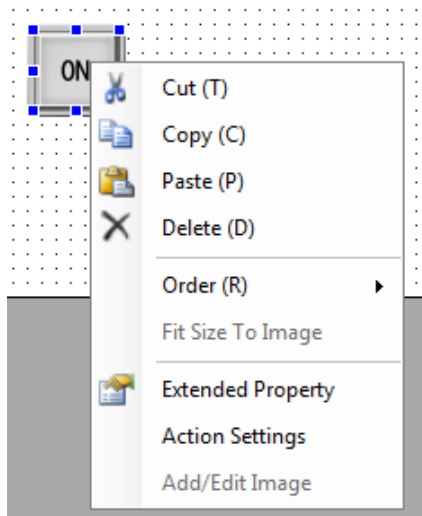 ON
Cut (T)
Copy (C)
Paste (P)
Delete (D)
Order (R)
Fit Size To Image
Extended Property
Action Settings
Add/Edit Image